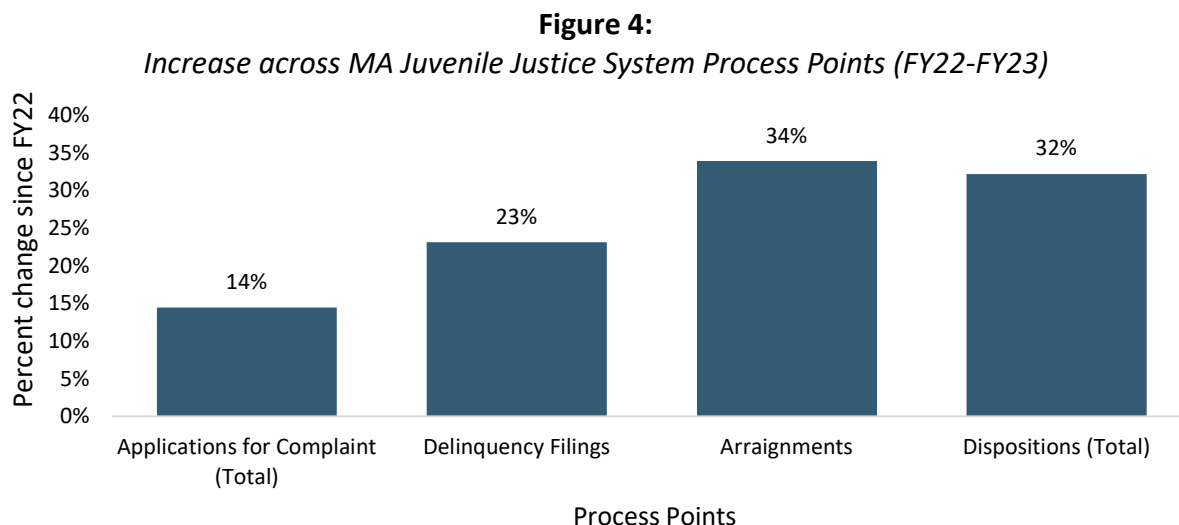 Figure 4:
Increase across MA Juvenile Justice System Process Points (FY22-FY23)
Percent change since FY22
40%
35%
30%
25%
20%
15%
10%
5%
0%
14%
23%
34%
32%
Applications for Complaint
(Total)
Delinquency Filings
Arraignments
Dispositions (Total)
Process Points